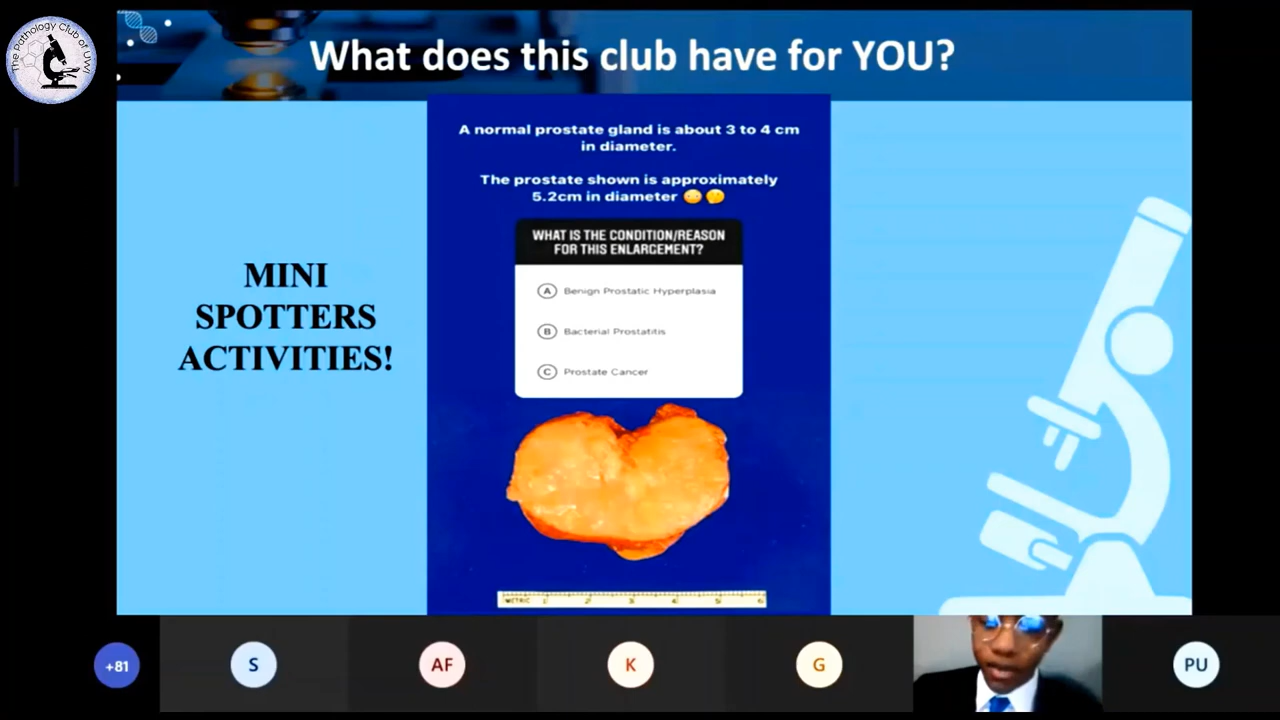 The Pathology Club of UWI
What does this club have for YOU?
A normal prostate gland is about 3 to 4 cm
in diameter.
The prostate shown is approximately
5.2cm in diameter 😳🤔
WHAT IS THE CONDITION/REASON
FOR THIS ENLARGEMENT?
A Benign Prostatic Hyperplasia
B Bacterial Prostatitis
C Prostate Cancer
MINI
SPOTTERS
ACTIVITIES!
METRIC 1 2 3 4 5 6
+81 S AF K G PU